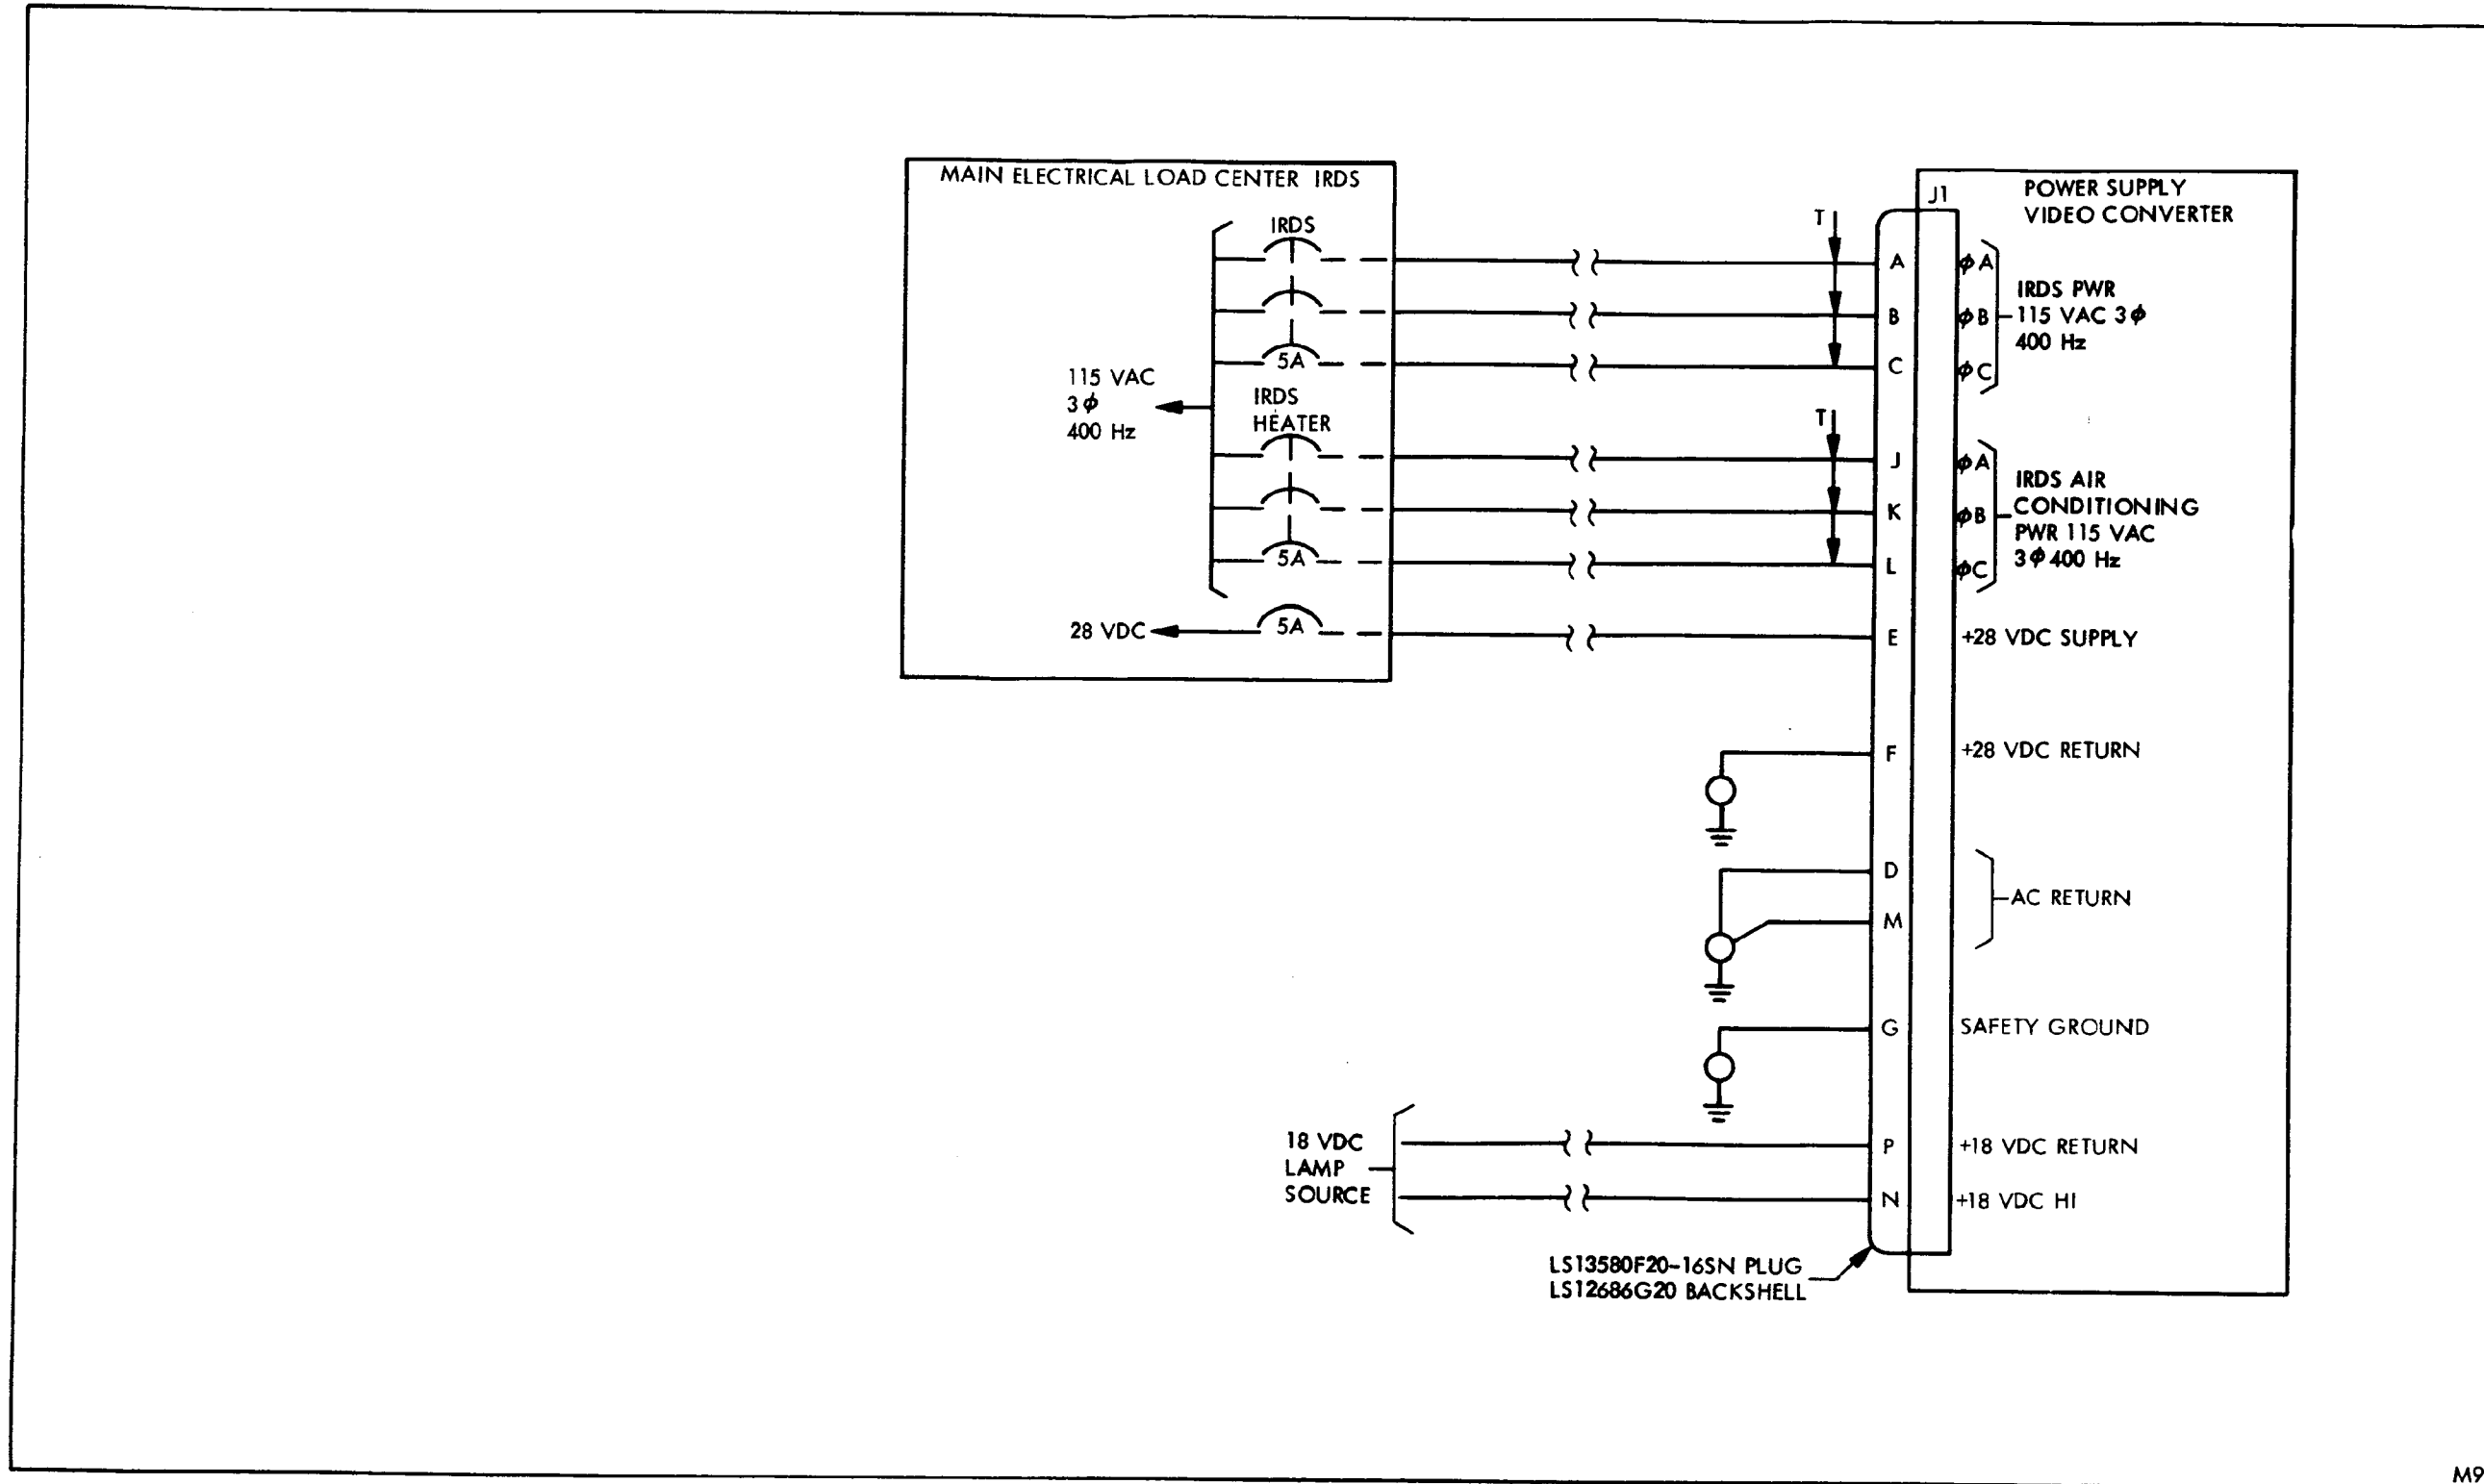 MAIN ELECTRICAL LOAD CENTER IRDS
IRDS
5A
115 VAC
3ϕ
400 Hz
IRDS
HEATER
5A
28 VDC
5A
T
T
J1
POWER SUPPLY
VIDEO CONVERTER
A
ϕA
B
ϕB
C
ϕC
IRDS PWR
115 VAC 3ϕ
400 Hz
J
ϕA
K
ϕB
L
ϕC
IRDS AIR
CONDITIONING
PWR 115 VAC
3ϕ 400 Hz
E
+28 VDC SUPPLY
F
+28 VDC RETURN
D
M
AC RETURN
G
SAFETY GROUND
18 VDC
LAMP
SOURCE
P
+18 VDC RETURN
N
+18 VDC HI
LS13580F20-16SN PLUG
LS12686G20 BACKSHELL